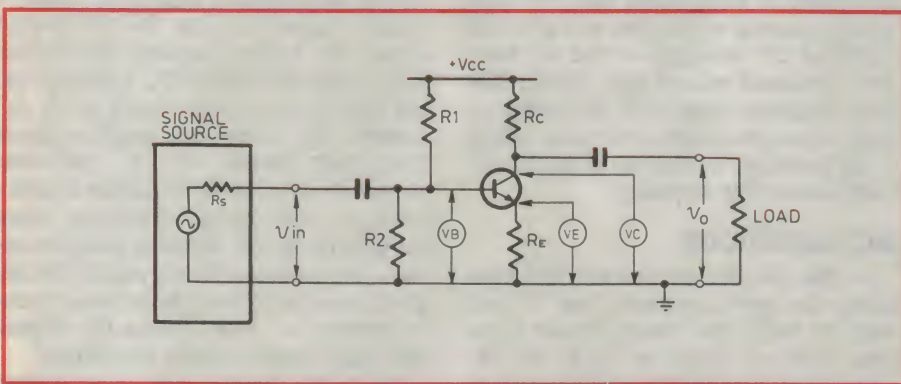 +Vcc
SIGNAL
SOURCE
R1
Rc
Rs
Vin
R2
VB
RE
VE
VC
Vo
LOAD